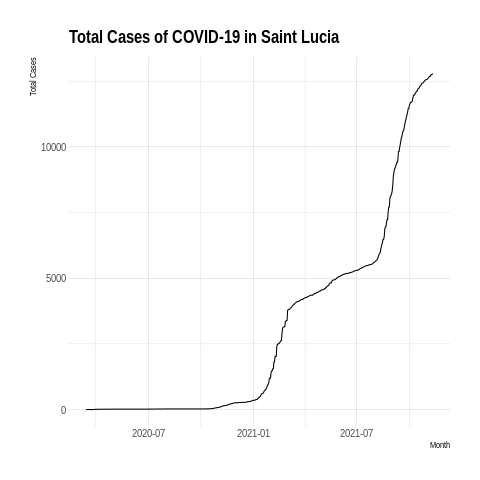 Total Cases of COVID-19 in Saint Lucia
Total Cases
10000
5000
0
2020-07
2021-01
2021-07
Month